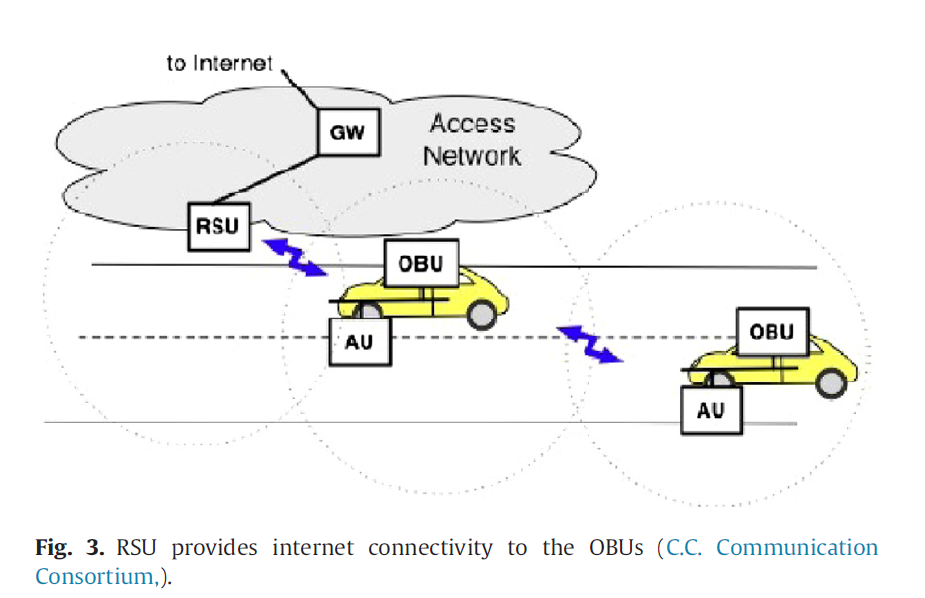 to Internet
GW
Access
Network
RSU
OBU
AU
OBU
AU
Fig. 3. RSU provides internet connectivity to the OBUs (C.C. Communication
Consortium,).